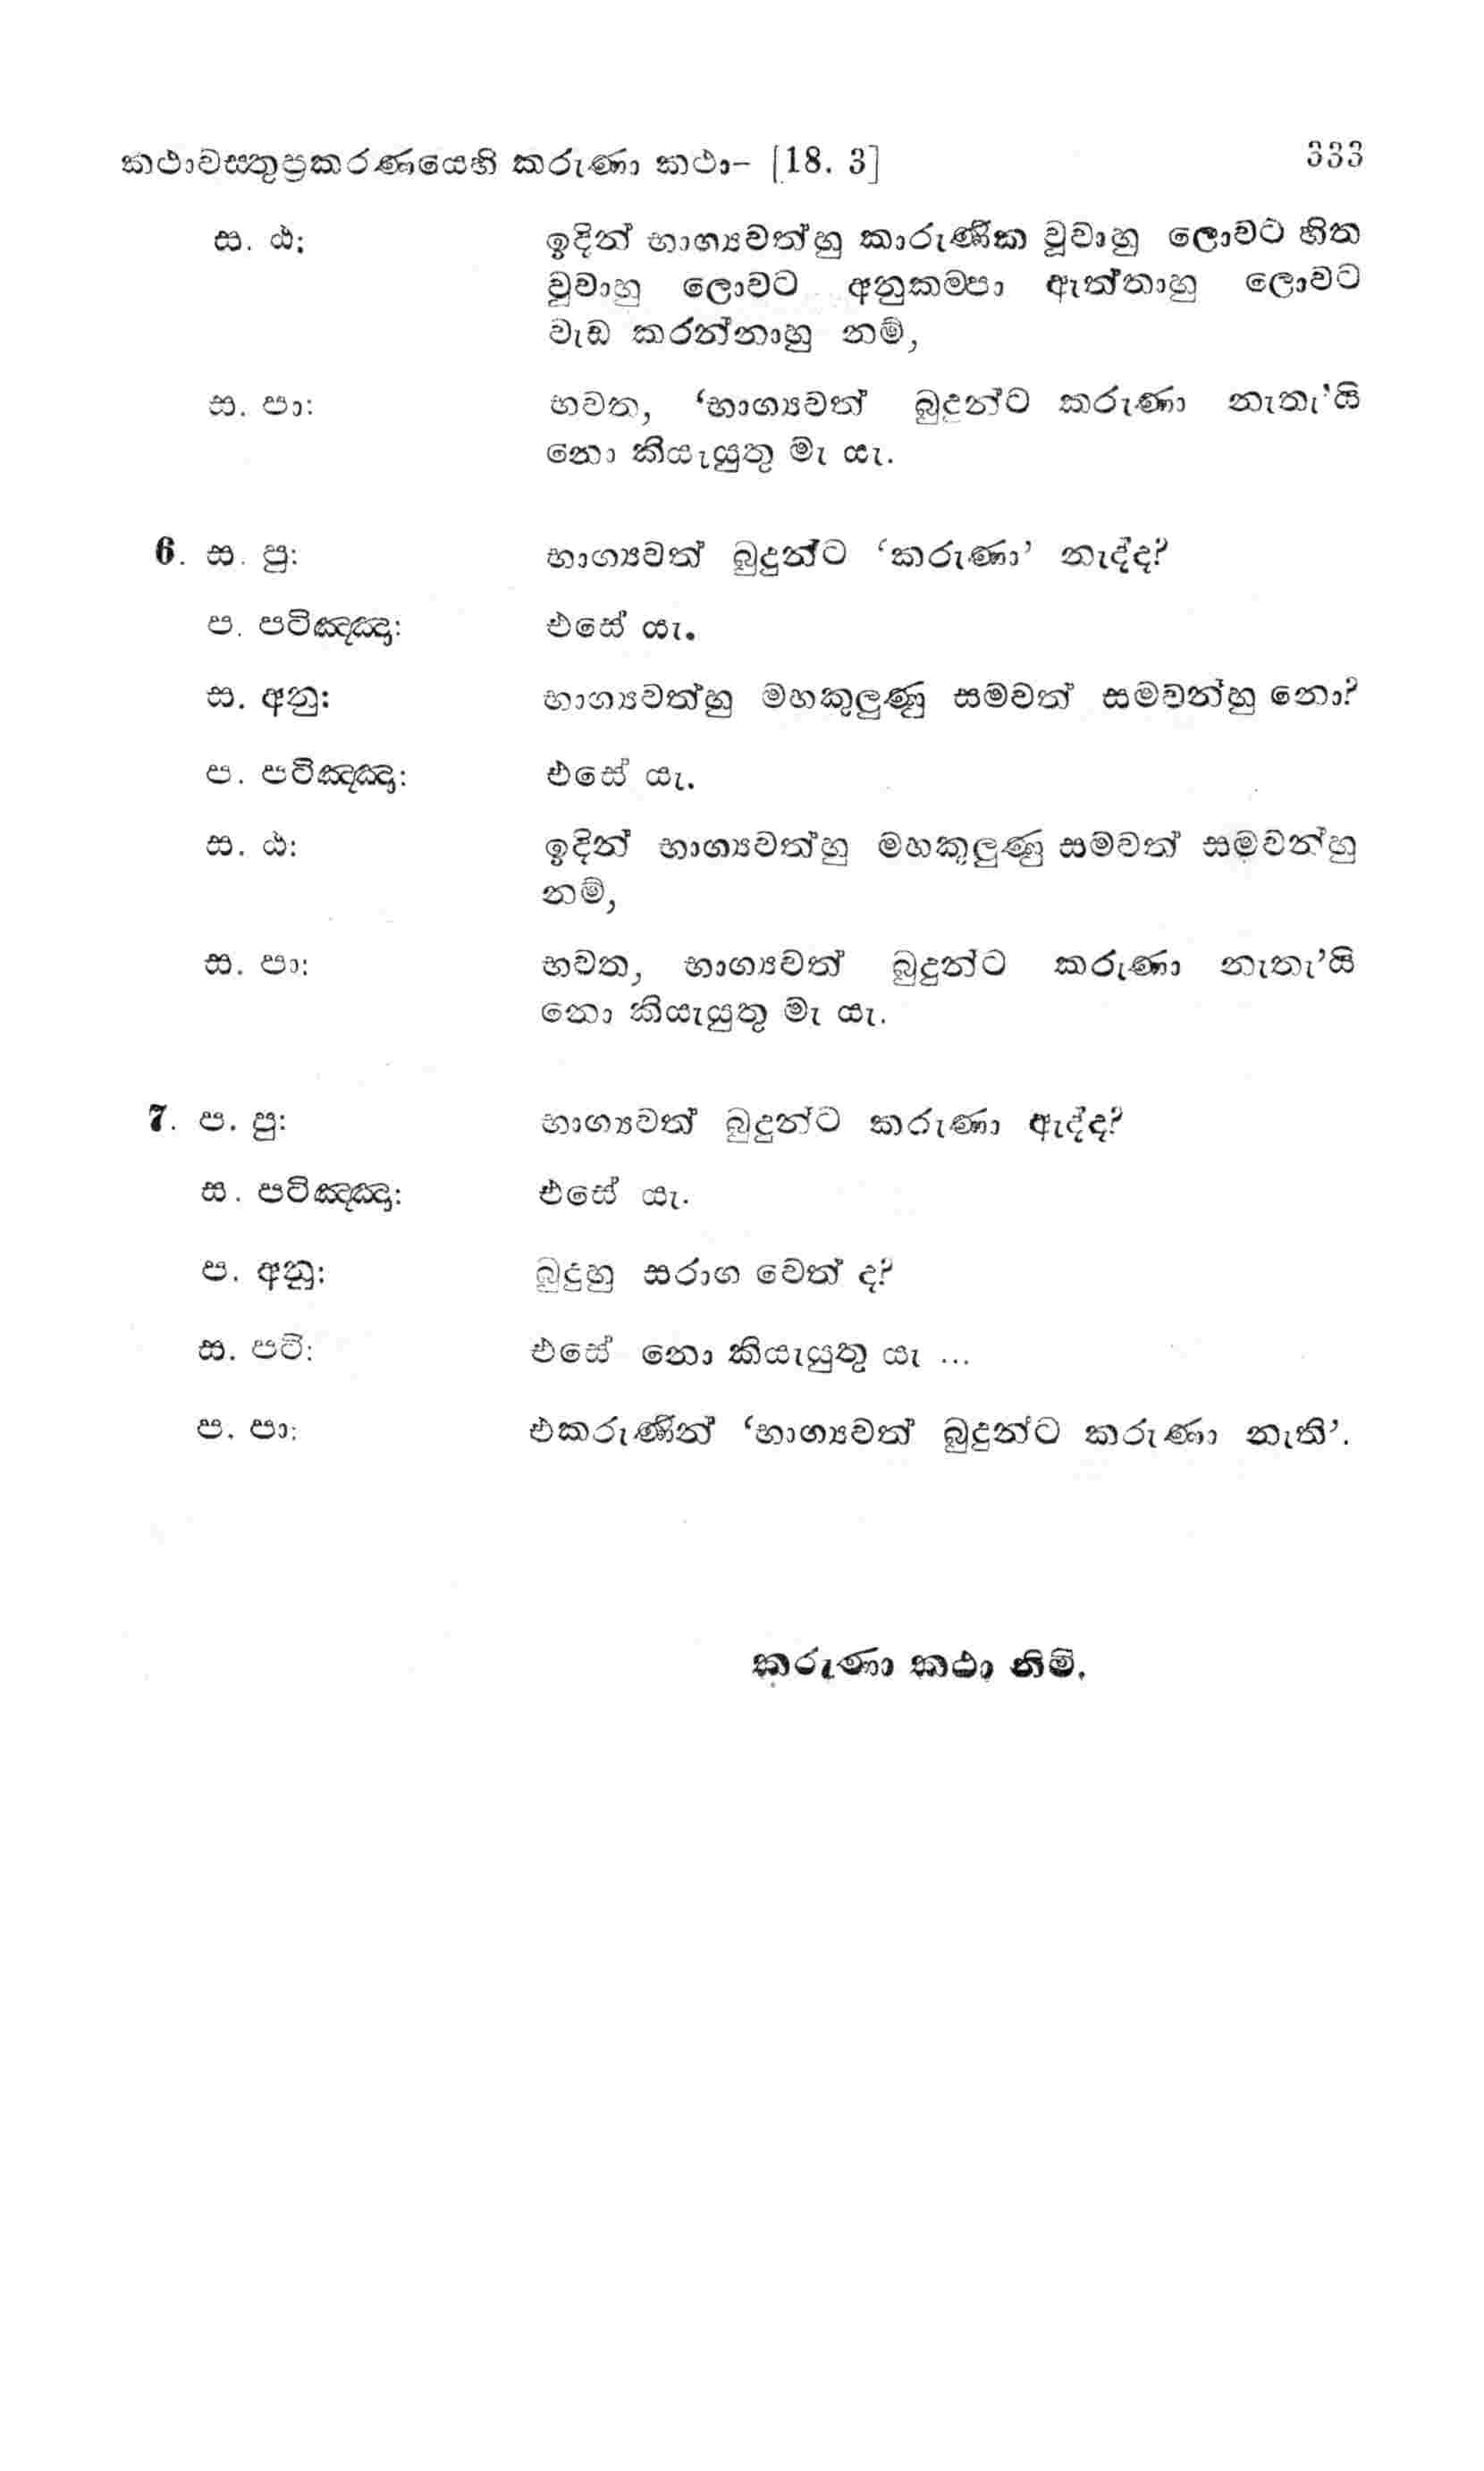 කථාවස්තුප්‍රකරණයෙහි කරුණා කථා– [18. 3] 333
ස. ඨ: ඉදින් භාග්‍යවත්හු කාරුණික වූවාහු ලොවට හිත
වූවාහු ලොවට අනුකම්පා ඇත්තාහු ලොවට
වැඩ කරන්නාහු නම්,
ස. පා: භවත, ‘භාග්‍යවත් බුදුන්ට කරුණා නැතැ’යි
නො කියැයුතු මැ යැ.
6. ස. පු: භාග්‍යවත් බුදුන්ට ‘කරුණා’ නැද්ද?
ප. පටිඤ්ඤා: එසේ යැ.
ස. අනු: භාග්‍යවත්හු මහකුලුණු සමවත් සමවන්හු නො?
ප. පටිඤ්ඤා: එසේ යැ.
ස. ඨ: ඉදින් භාග්‍යවත්හු මහකුලුණු සමවත් සමවන්හු
නම්,
ස. පා: භවත, භාග්‍යවත් බුදුන්ට කරුණා නැතැ’යි
නො කියැයුතු මැ යැ.
7. ප. පු: භාග්‍යවත් බුදුන්ට කරුණා ඇද්ද?
ස. පටිඤ්ඤා: එසේ යැ.
ප. අනු: බුදුහු සරාග වෙත් ද?
ස. පටි: එසේ නො කියැයුතු යැ ...
ප. පා: එකරුණින් ‘භාග්‍යවත් බුදුන්ට කරුණා නැති’.
කරුණා කථා නිමි.